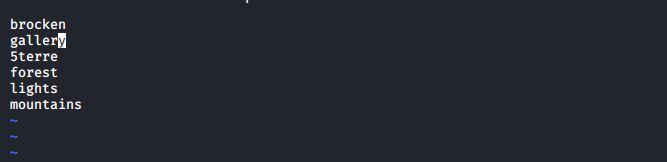 brocken
gallery
5terre
forest
lights
mountains
~
~
~